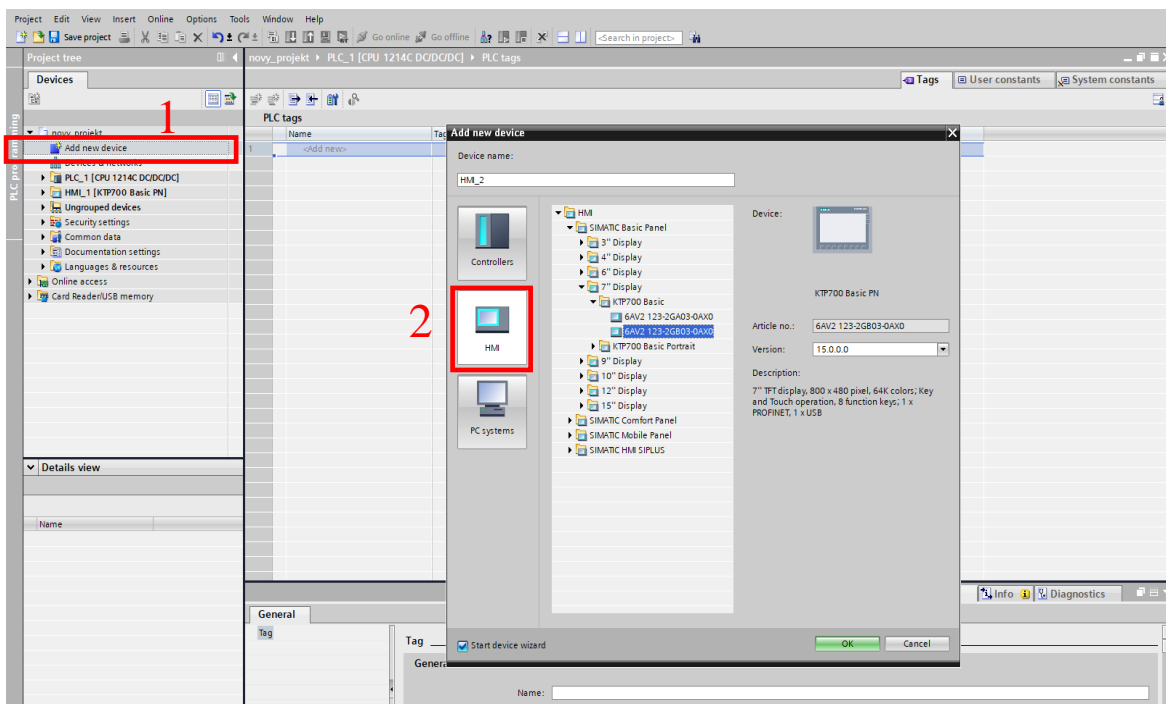 Project Edit View Insert Online Options Tools Window Help
Save project Go online Go offline <Search in project>
Project tree
novy_projekt PLC_1 [CPU 1214C DC/DC/DC] PLC tags
Devices
Tags User constants System constants
1
PLC programming
PLC tags
novy_projekt
Name
Add new device
1 <Add new>
PLC_1 [CPU 1214C DC/DC/DC]
HMI_1 [KTP700 Basic PN]
Ungrouped devices
Security settings
Common data
Documentation settings
Languages & resources
Online access
Card Reader/USB memory
Add new device
Device name:
HMI_2
Controllers
2
HMI
PC systems
HMI
SIMATIC Basic Panel
3" Display
4" Display
6" Display
7" Display
KTP700 Basic
6AV2 123-2GA03-0AX0
6AV2 123-2GB03-0AX0
KTP700 Basic Portrait
9" Display
10" Display
12" Display
15" Display
SIMATIC Comfort Panel
SIMATIC Mobile Panel
SIMATIC HMI SIPLUS
Device:
KTP700 Basic PN
Article no.: 6AV2 123-2GB03-0AX0
Version: 15.0.0.0
Description:
7" TFT display, 800 x 480 pixel, 64K colors; Key
and Touch operation, 8 function keys; 1 x
PROFINET, 1 x USB
Start device wizard
OK Cancel
Details view
Name
Info Diagnostics
General
Tag
Tag
Name: